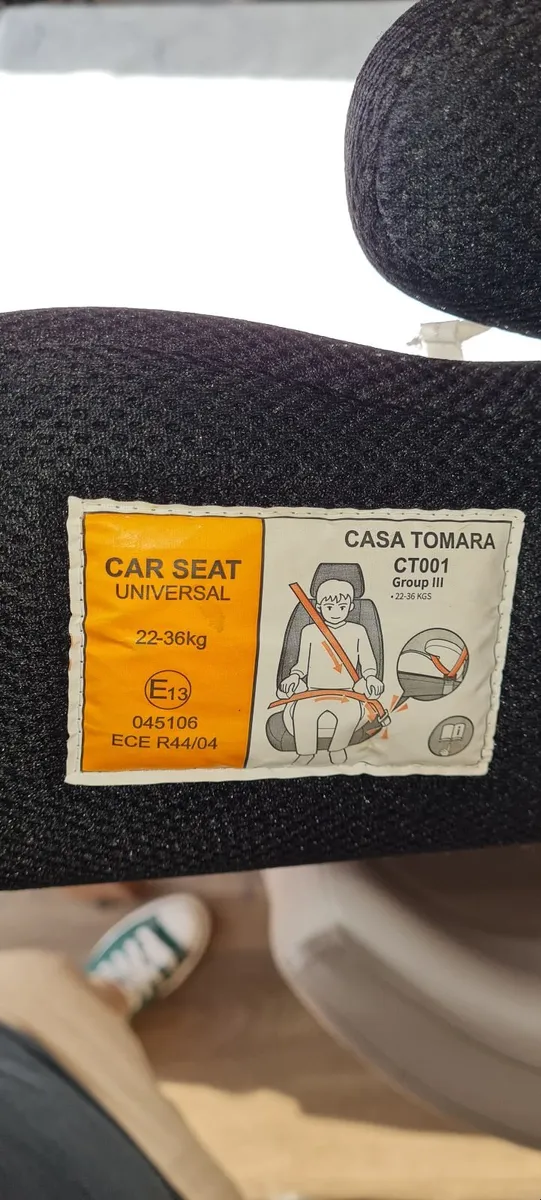 CAR SEAT
UNIVERSAL
22-36kg
E13
045106
ECE R44/04
CASA TOMARA
CT001
Group III
• 22-36 KGS